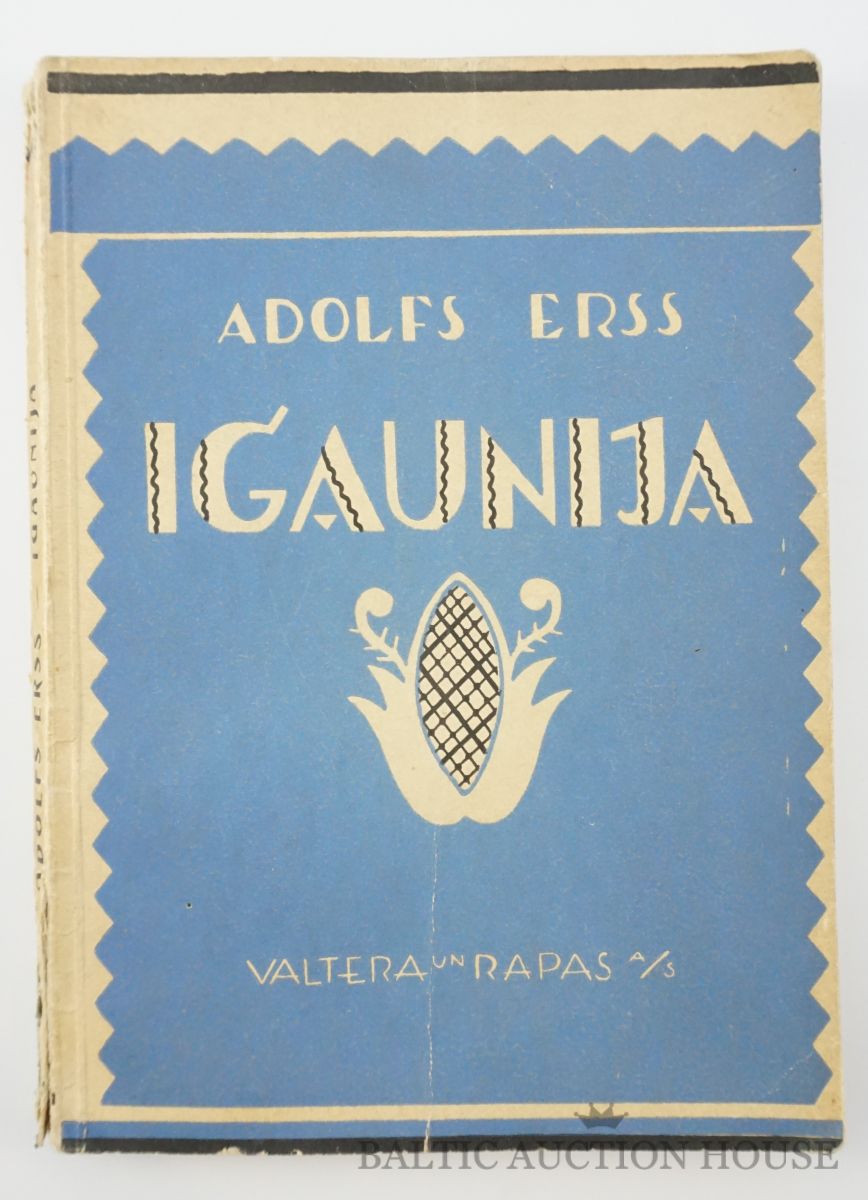 ADOLFS ERSS
IGAUNIJA
VALTERA UN RAPAS A/S
ADOLFS ERSS – IGAUNIJA
BALTIC AUCTION HOUSE